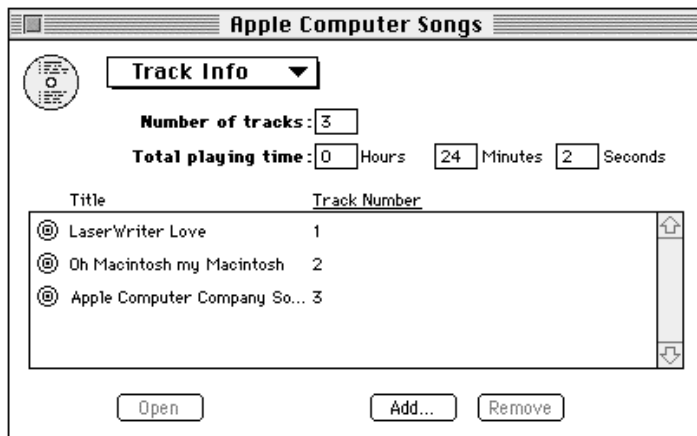 Apple Computer Songs
Track Info
Number of tracks: 3
Total playing time: 0 Hours 24 Minutes 2 Seconds
Title Track Number
LaserWriter Love 1
Oh Macintosh my Macintosh 2
Apple Computer Company So... 3
Open Add... Remove